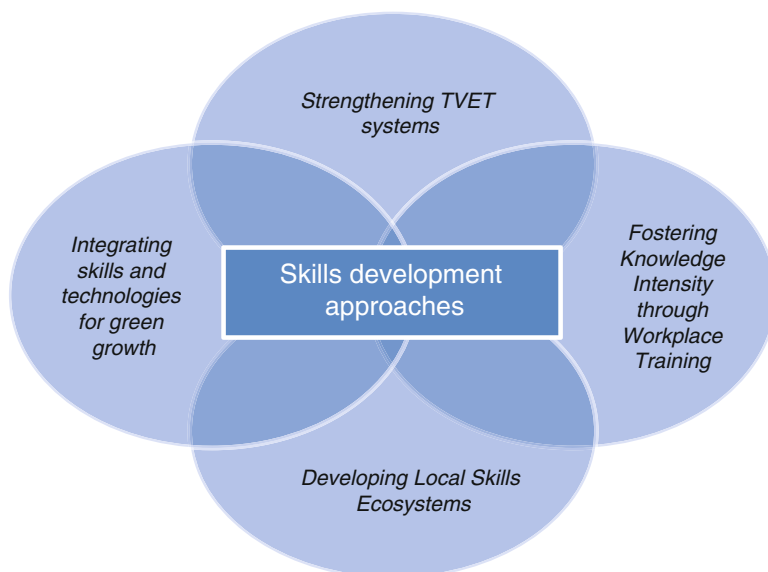 Strengthening TVET
systems
Integrating
skills and
technologies
for green
growth
Skills development
approaches
Fostering
Knowledge
Intensity
through
Workplace
Training
Developing Local Skills
Ecosystems